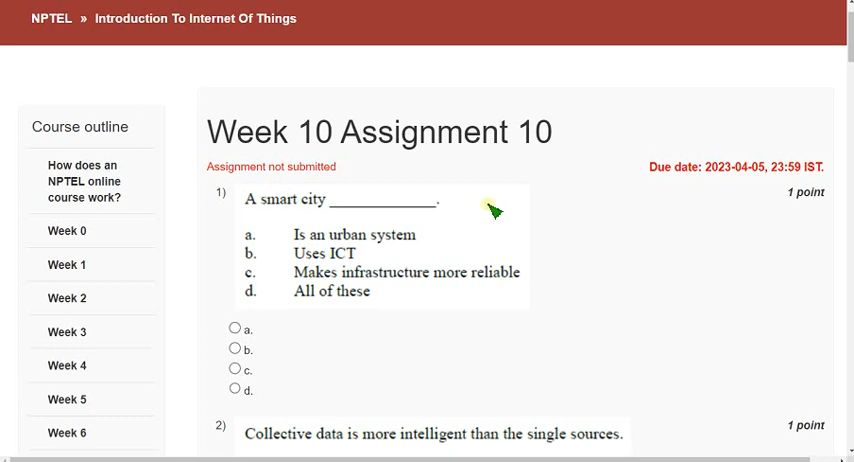 NPTEL » Introduction To Internet Of Things
Course outline
How does an
NPTEL online
course work?
Week 0
Week 1
Week 2
Week 3
Week 4
Week 5
Week 6
Week 10 Assignment 10
Assignment not submitted
Due date: 2023-04-05, 23:59 IST.
1) A smart city ____________.
1 point
a. Is an urban system
b. Uses ICT
c. Makes infrastructure more reliable
d. All of these
a.
b.
c.
d.
2) Collective data is more intelligent than the single sources.
1 point